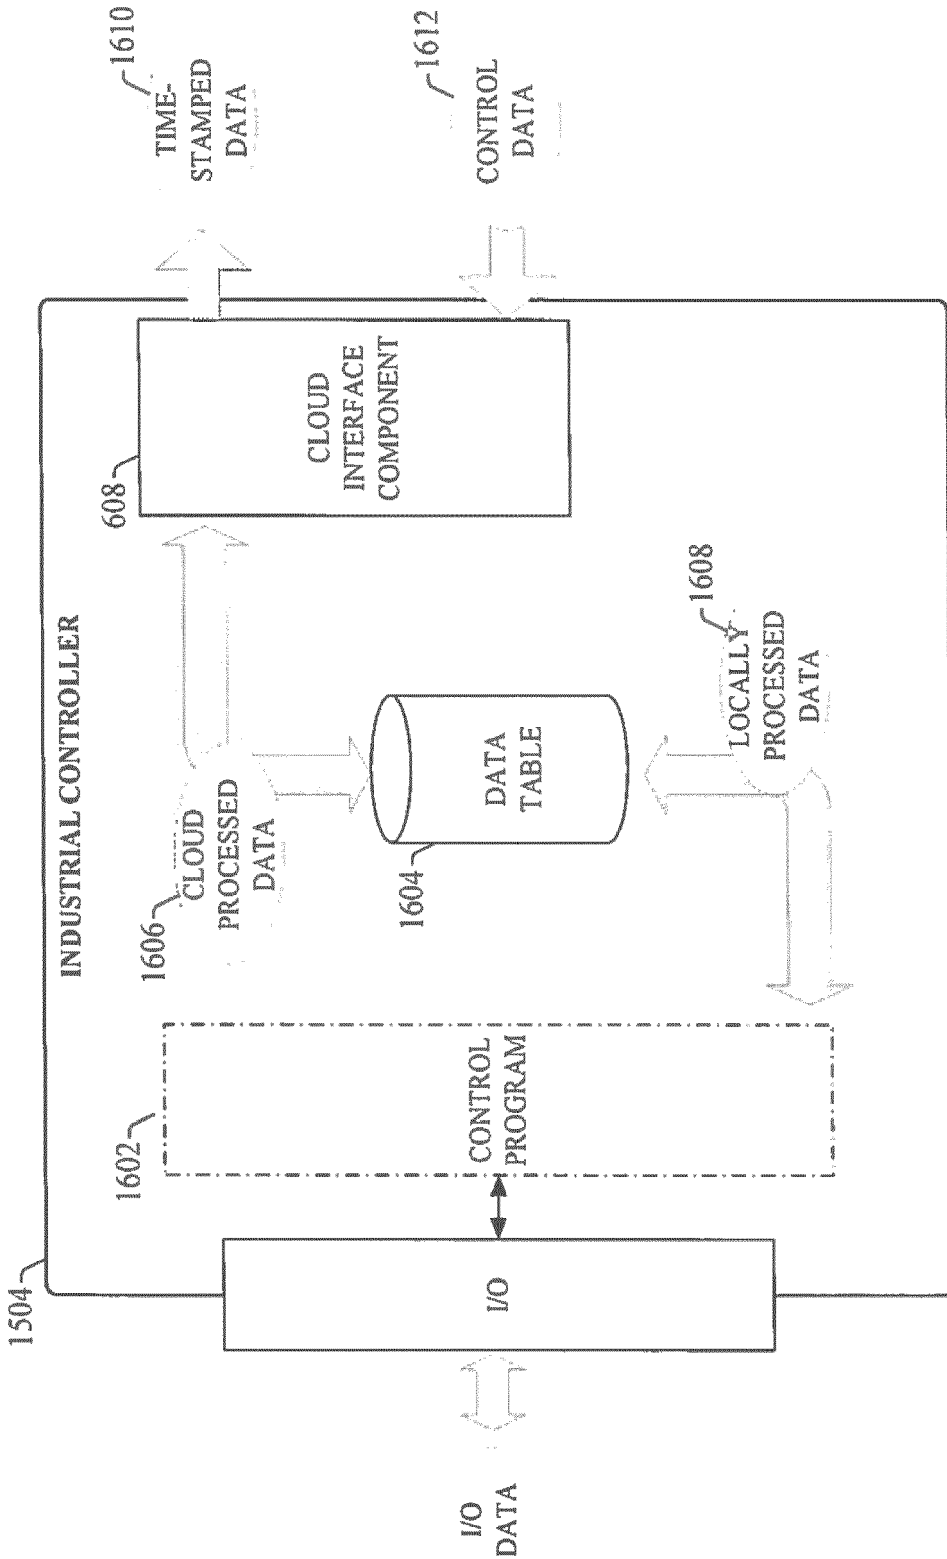 1504
INDUSTRIAL CONTROLLER
I/O
DATA
I/O
1602
CONTROL
PROGRAM
1606
CLOUD
PROCESSED
DATA
1604
DATA
TABLE
1608
LOCALLY
PROCESSED
DATA
608
CLOUD
INTERFACE
COMPONENT
1610
TIME-
STAMPED
DATA
1612
CONTROL
DATA